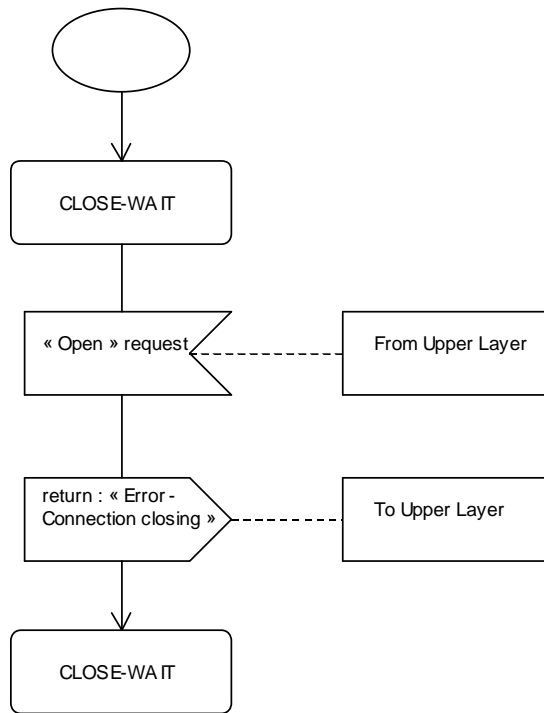 CLOSE-WAIT
« Open » request
From Upper Layer
return : « Error -
Connection closing »
To Upper Layer
CLOSE-WAIT